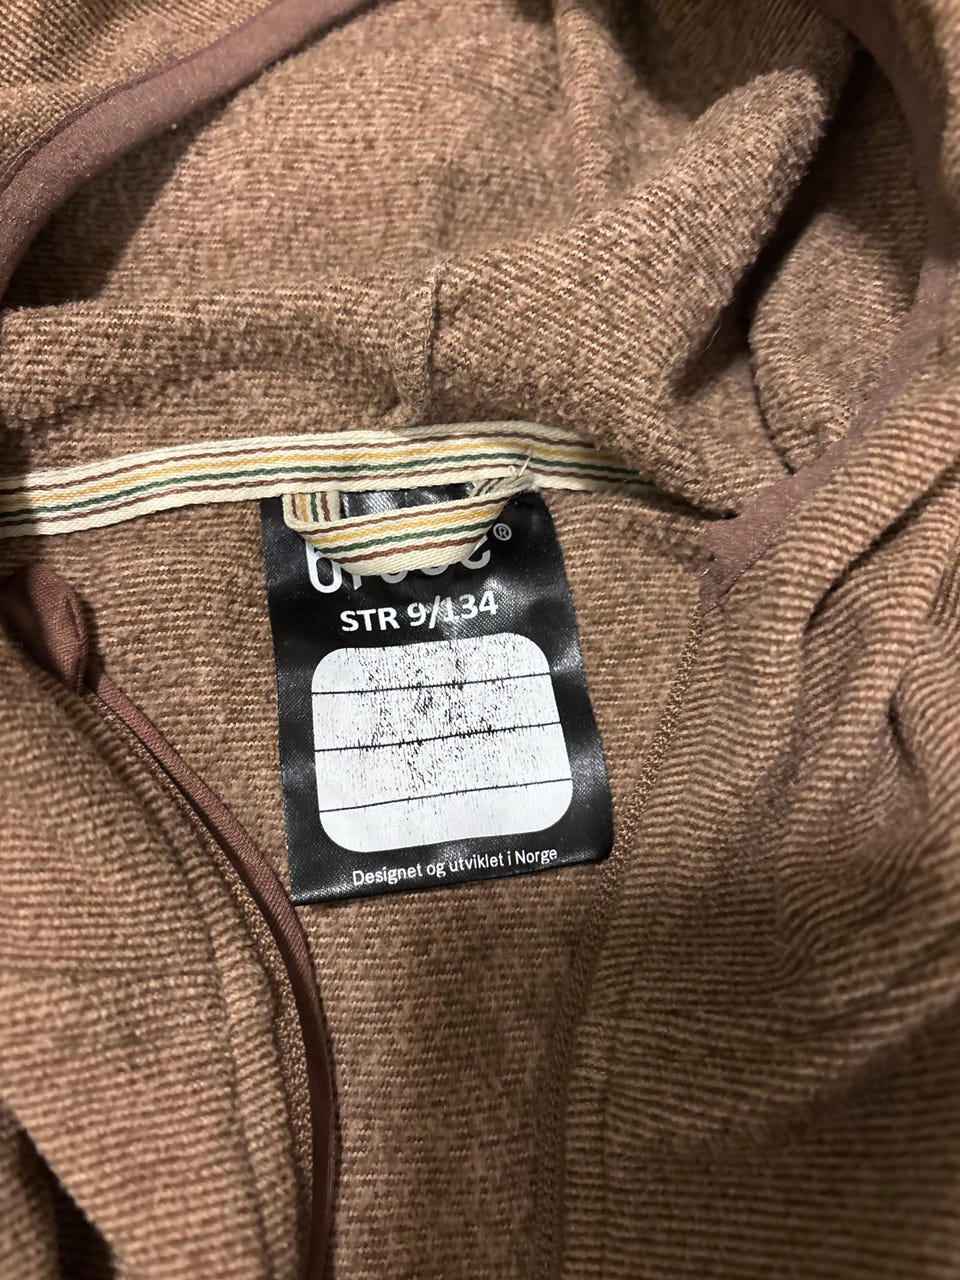 STR 9/134
Designet og utviklet i Norge